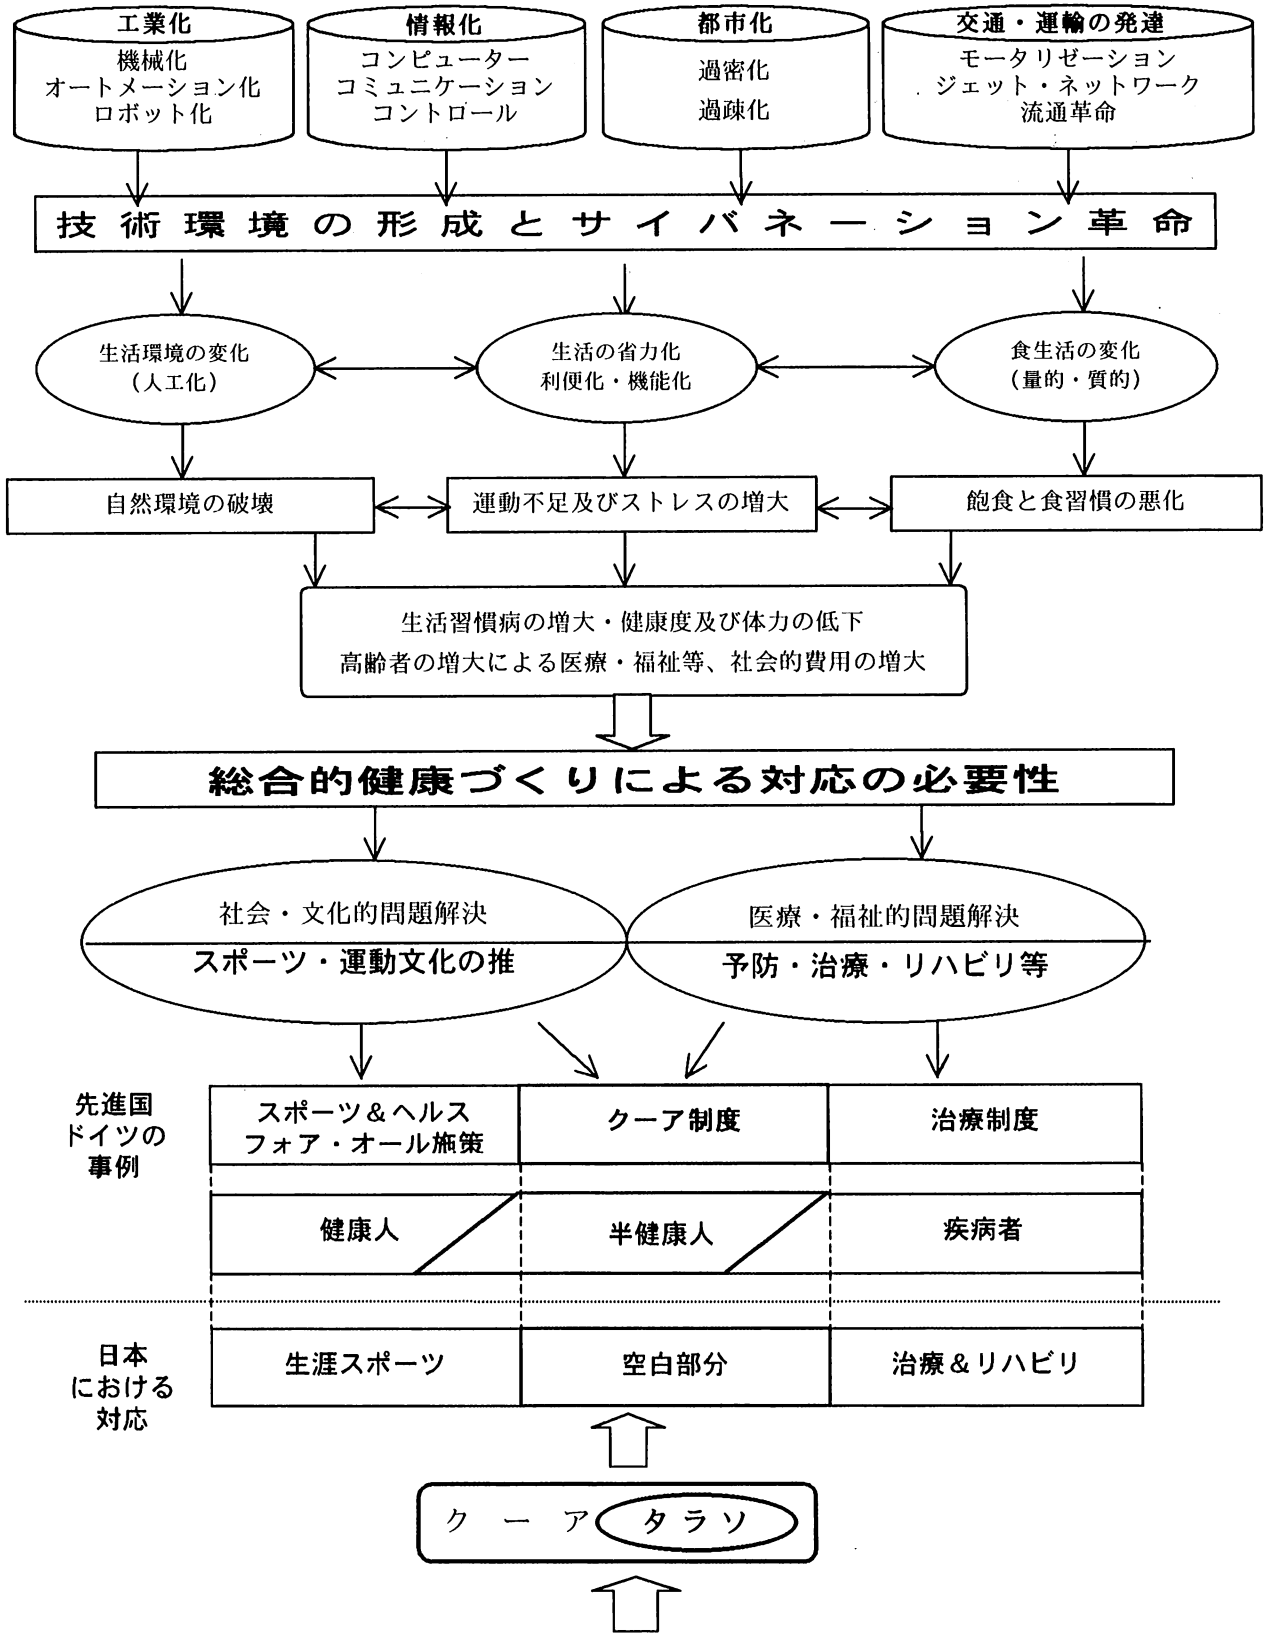 工業化
機械化
オートメーション化
ロボット化
情報化
コンピューター
コミュニケーション
コントロール
都市化
過密化
過疎化
交通・運輸の発達
モータリゼーション
ジェット・ネットワーク
流通革命
技術環境の形成とサイバネーション革命
生活環境の変化
(人工化)
生活の省力化
利便化・機能化
食生活の変化
(量的・質的)
自然環境の破壊
運動不足及びストレスの増大
飽食と食習慣の悪化
生活習慣病の増大・健康度及び体力の低下
高齢者の増大による医療・福祉等、社会的費用の増大
総合的健康づくりによる対応の必要性
社会・文化的問題解決
スポーツ・運動文化の推
医療・福祉的問題解決
予防・治療・リハビリ等
先進国
ドイツの
事例
スポーツ&ヘルス
フォア・オール施策
クーア制度
治療制度
健康人
半健康人
疾病者
日本
における
対応
生涯スポーツ
空白部分
治療&リハビリ
クーア タラソ